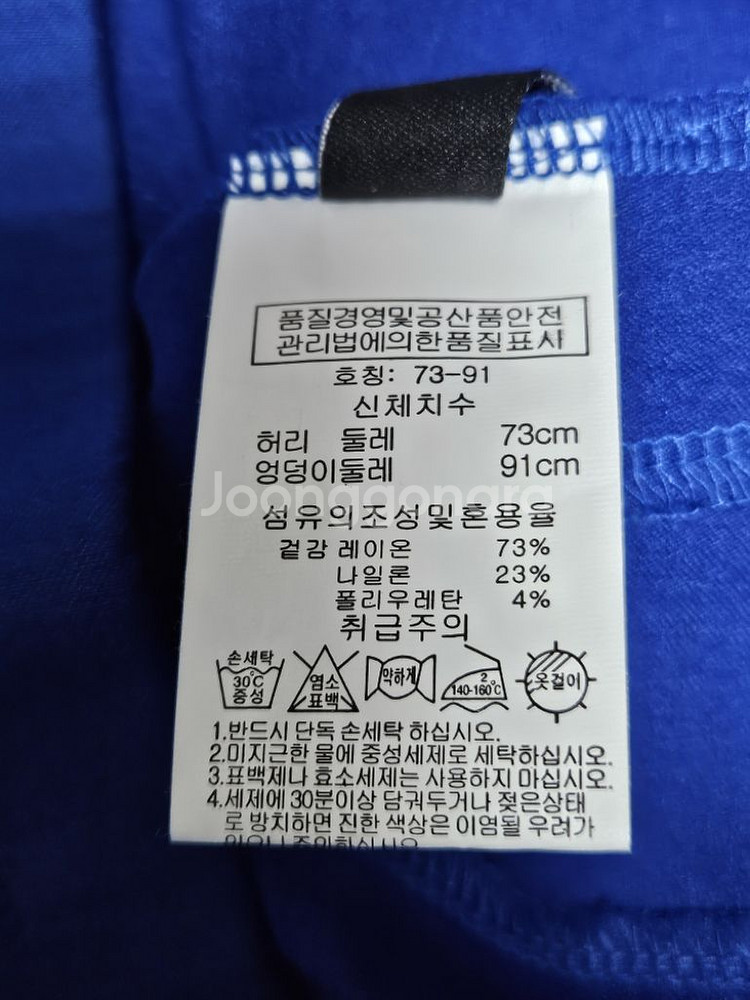 품질경영및공산품안전
관리법에의한품질표시
호칭: 73-91
신체치수
허리 둘레 73cm
엉덩이둘레 91cm
Joonggonara
섬유의조성및혼용율
겉감 레이온 73%
나일론 23%
폴리우레탄 4%
취급주의
손세탁 30℃ 중성
염소 표백
약하게
2 140-160℃
옷걸이
1.반드시 단독 손세탁 하십시오.
2.미지근한 물에 중성세제로 세탁하십시오.
3.표백제나 효소세제는 사용하지 마십시오.
4.세제에 30분이상 담궈두거나 젖은상태
로 방치하면 진한 색상은 이염될 우려가